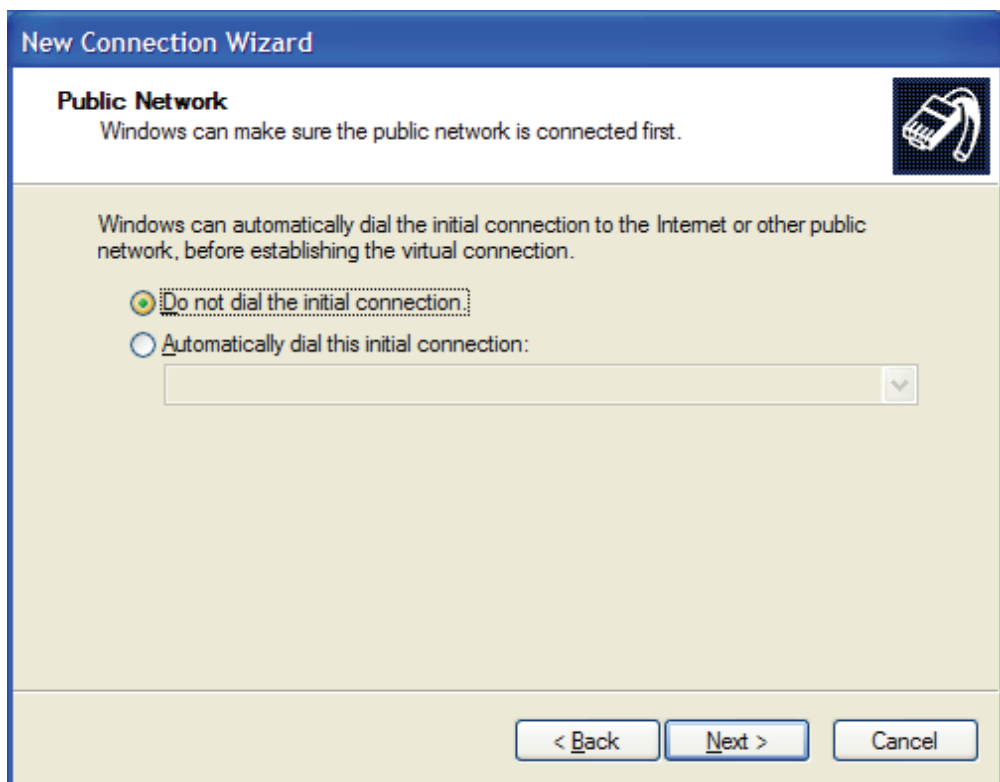 New Connection Wizard
Public Network
Windows can make sure the public network is connected first.
Windows can automatically dial the initial connection to the Internet or other public
network, before establishing the virtual connection.
Do not dial the initial connection.
Automatically dial this initial connection:
< Back Next > Cancel